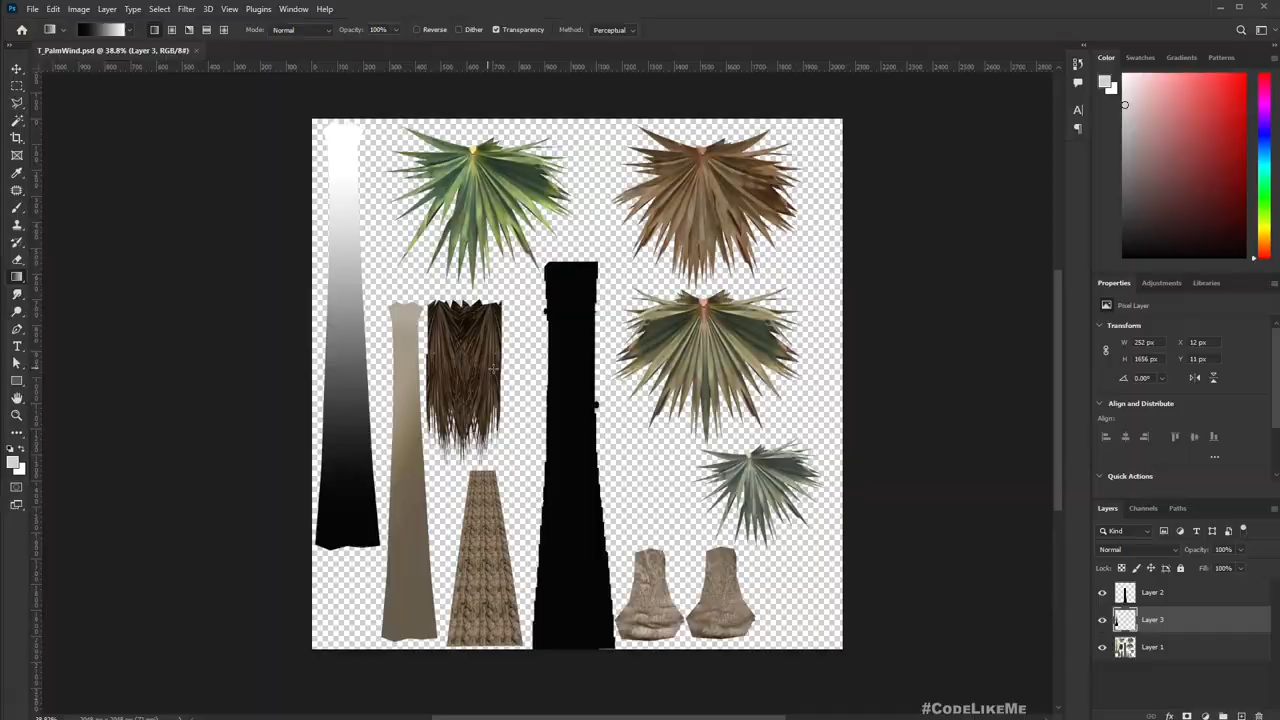 File Edit Image Layer Type Select Filter 3D View Plugins Window Help
Mode: Normal Opacity: 100% Reverse Dither Transparency Method: Perceptual
T_PalmWind.psd @ 38.8% (Layer 3, RGB/8#)
Color Swatches Gradients Patterns
Properties Adjustments Libraries
Pixel Layer
Transform
W 252 px X 12 px
H 1656 px Y 11 px
0.00°
Align and Distribute
Align:
Quick Actions
Layers Channels Paths
Kind
Normal Opacity: 100%
Lock: Fill: 100%
Layer 2
Layer 3
Layer 1
#CodeLikeMe